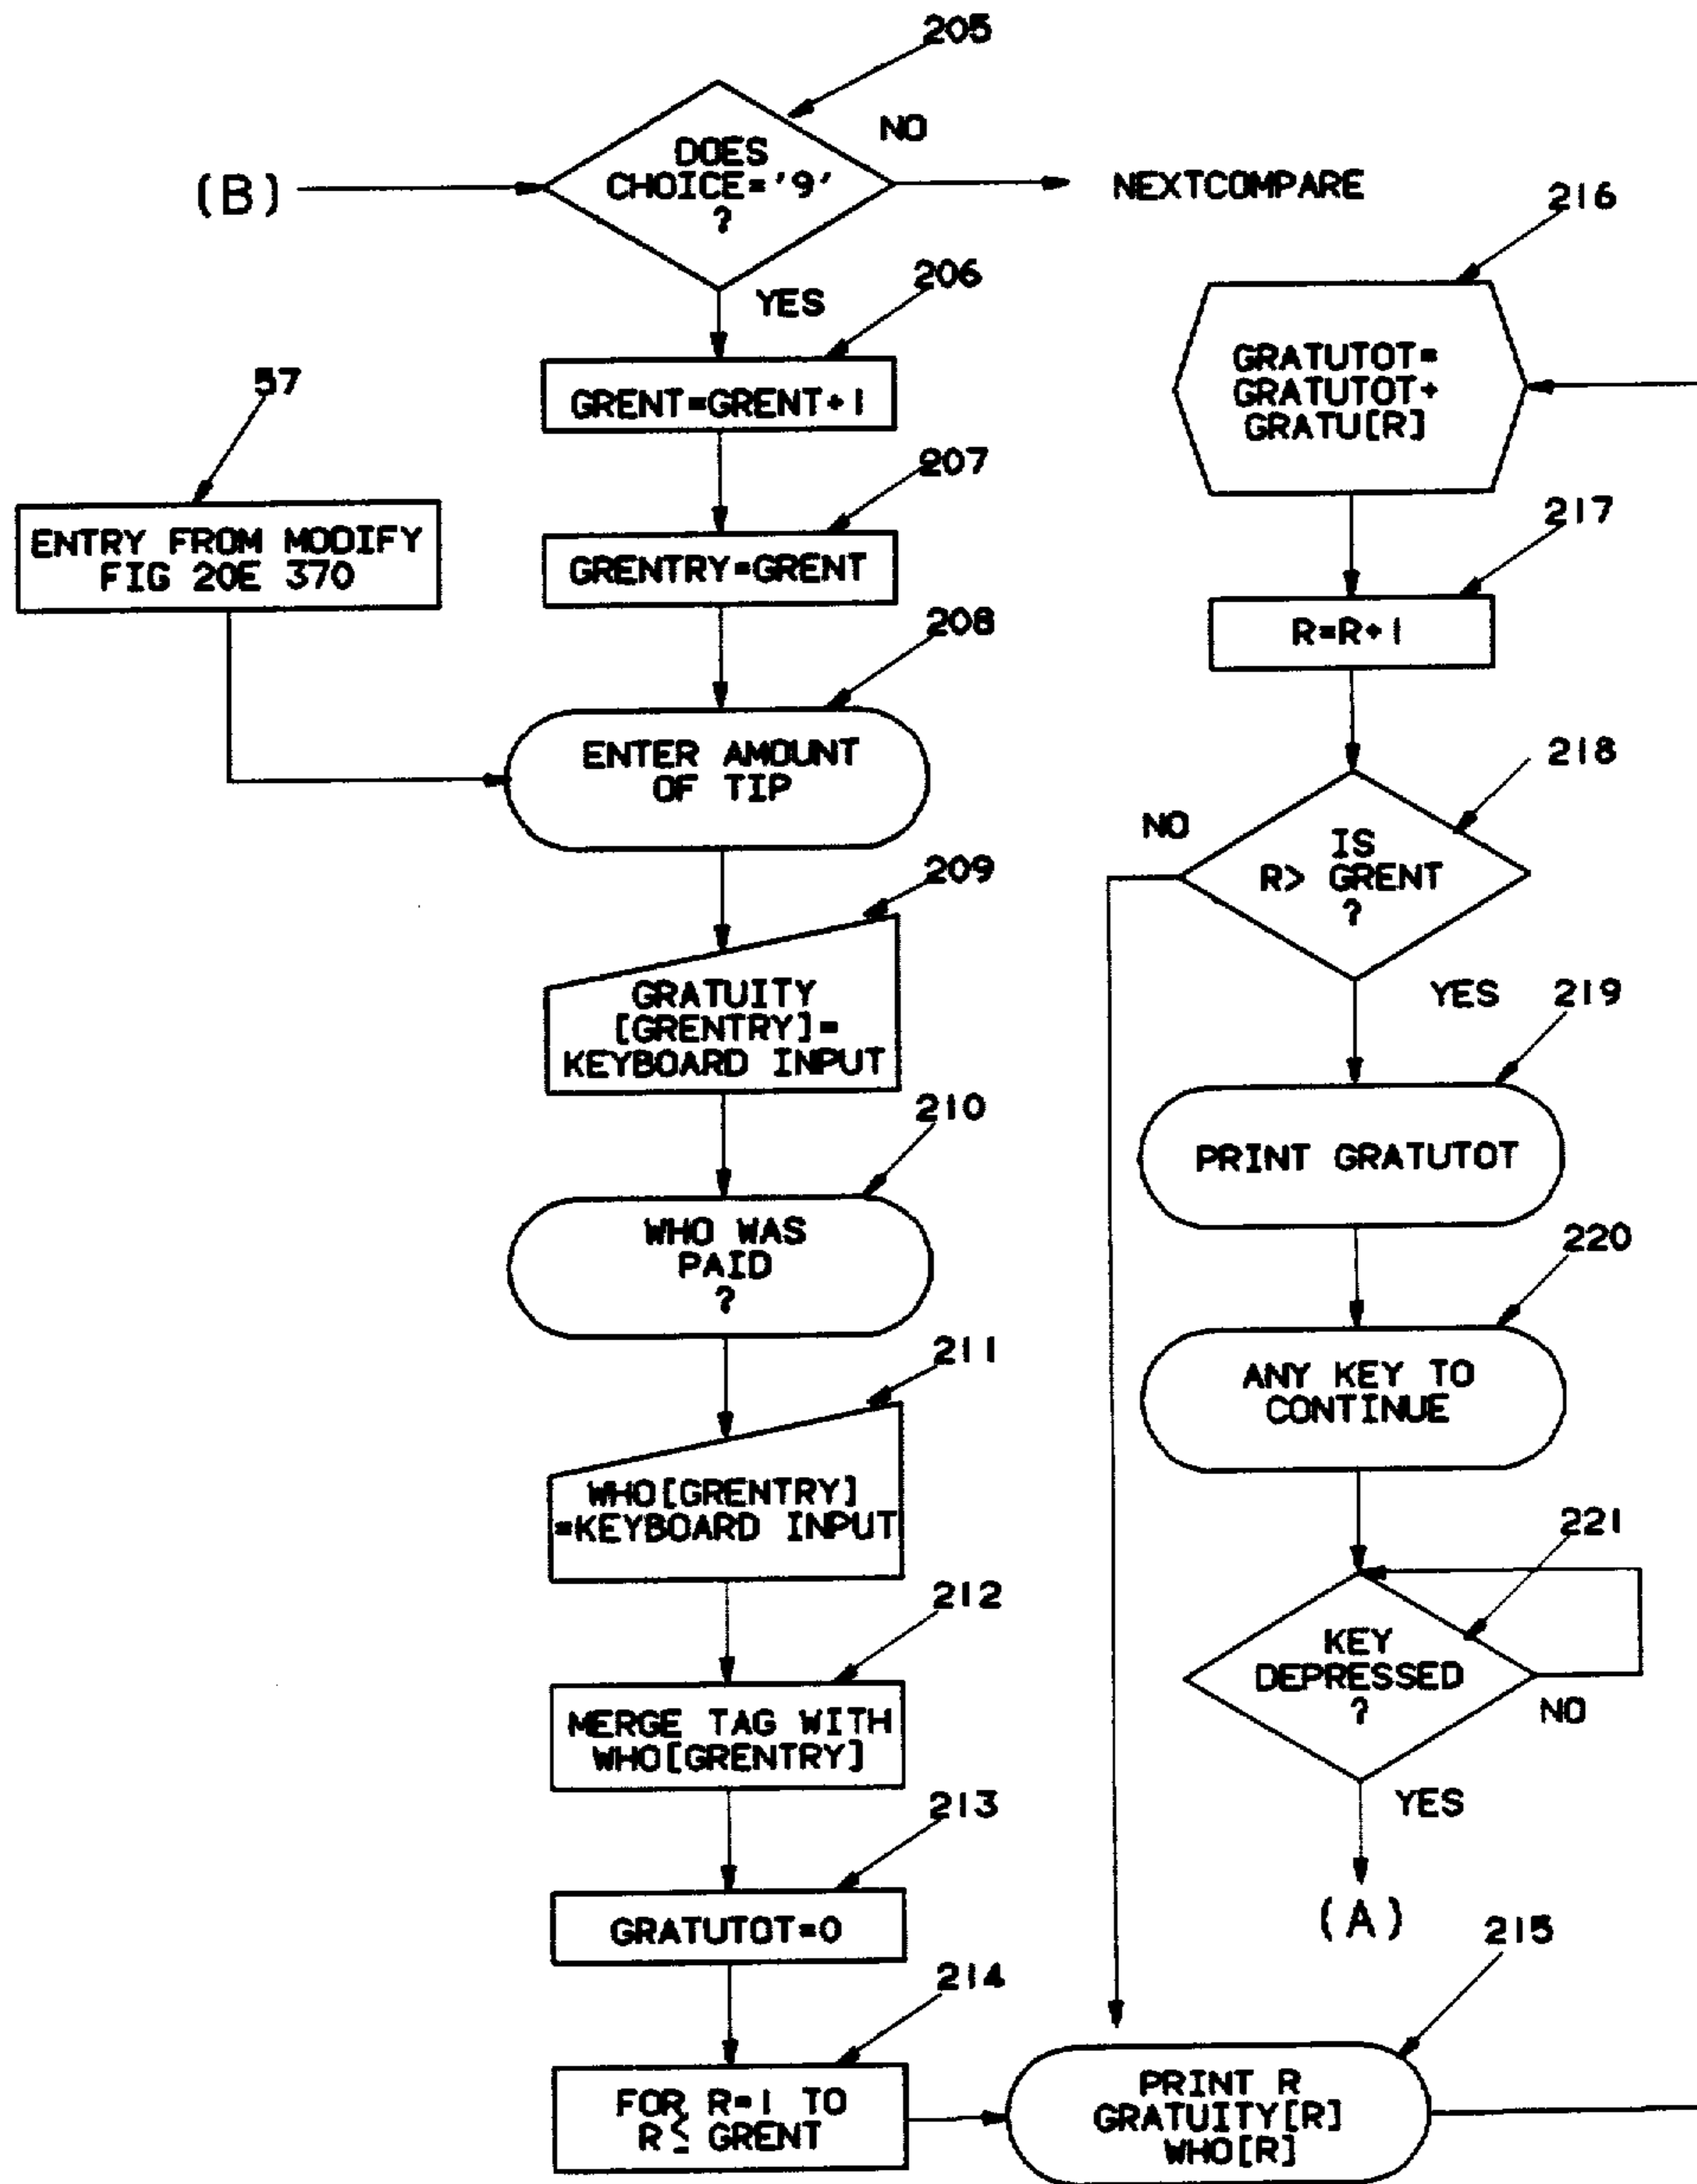 205
DOES
CHOICE='9'
?
NO
(B)
NEXTCOMPARE
YES
206
GRENT=GRENT+1
57
ENTRY FROM MODIFY
FIG 20E 370
207
GRENTRY=GRENT
208
ENTER AMOUNT
OF TIP
209
GRATUITY
[GRENTRY]=
KEYBOARD INPUT
210
WHO WAS
PAID
?
211
WHO[GRENTRY]
=KEYBOARD INPUT
212
MERGE TAG WITH
WHO[GRENTRY]
213
GRATUTOT=0
214
FOR R=1 TO
R≤ GRENT
215
PRINT R
GRATUITY[R]
WHO[R]
216
GRATUTOT=
GRATUTOT+
GRATU[R]
217
R=R+1
218
IS
R> GRENT
?
NO
YES
219
PRINT GRATUTOT
220
ANY KEY TO
CONTINUE
221
KEY
DEPRESSED
?
NO
YES
(A)